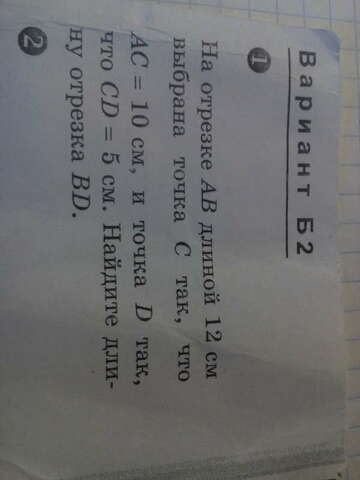 Вариант Б2
1
На отрезке AB длиной 12 см
выбрана точка C так, что
AC = 10 см, и точка D так,
что CD = 5 см. Найдите дли-
ну отрезка BD.
2